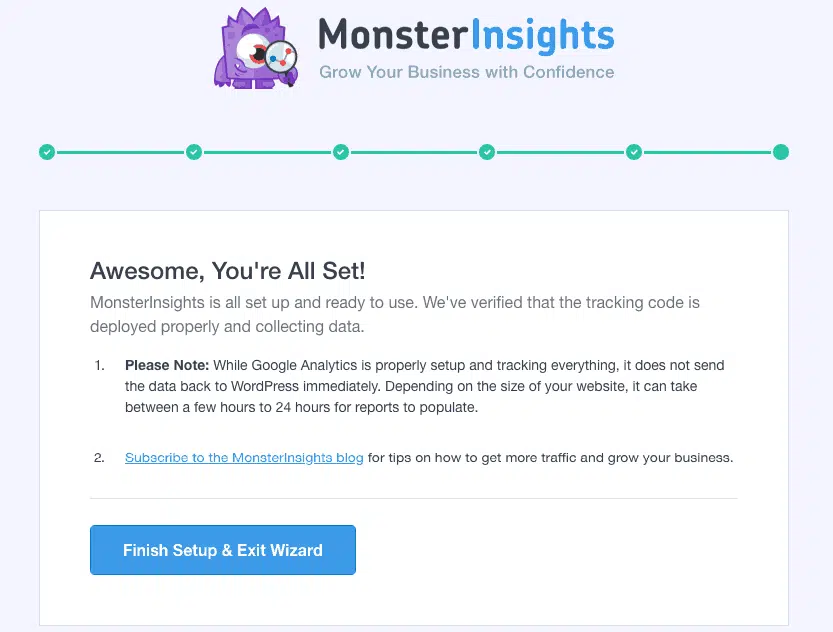 MonsterInsights
Grow Your Business with Confidence
Awesome, You're All Set!
MonsterInsights is all set up and ready to use. We've verified that the tracking code is
deployed properly and collecting data.
1. Please Note: While Google Analytics is properly setup and tracking everything, it does not send
the data back to WordPress immediately. Depending on the size of your website, it can take
between a few hours to 24 hours for reports to populate.
2. Subscribe to the MonsterInsights blog for tips on how to get more traffic and grow your business.
Finish Setup & Exit Wizard